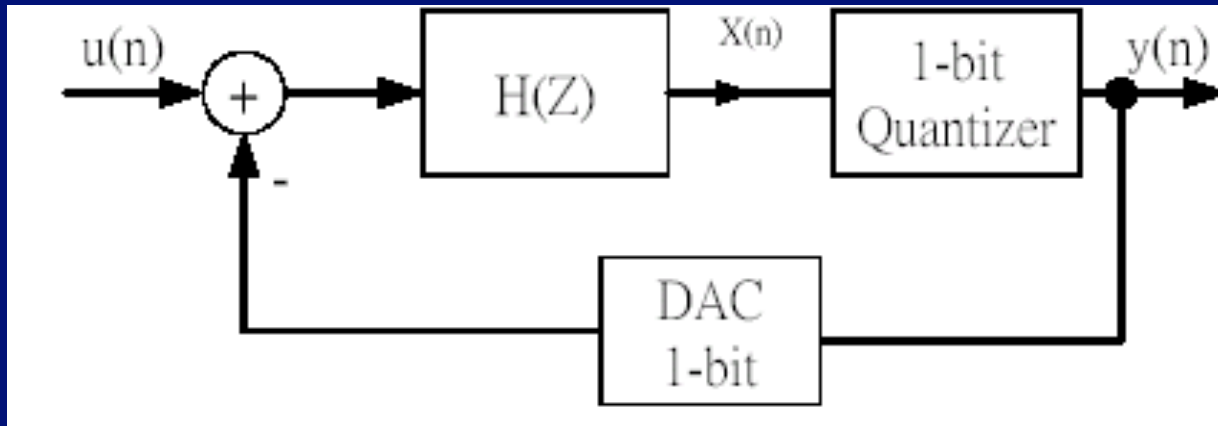 u(n)
+
-
H(Z)
X(n)
1-bit
Quantizer
y(n)
DAC
1-bit